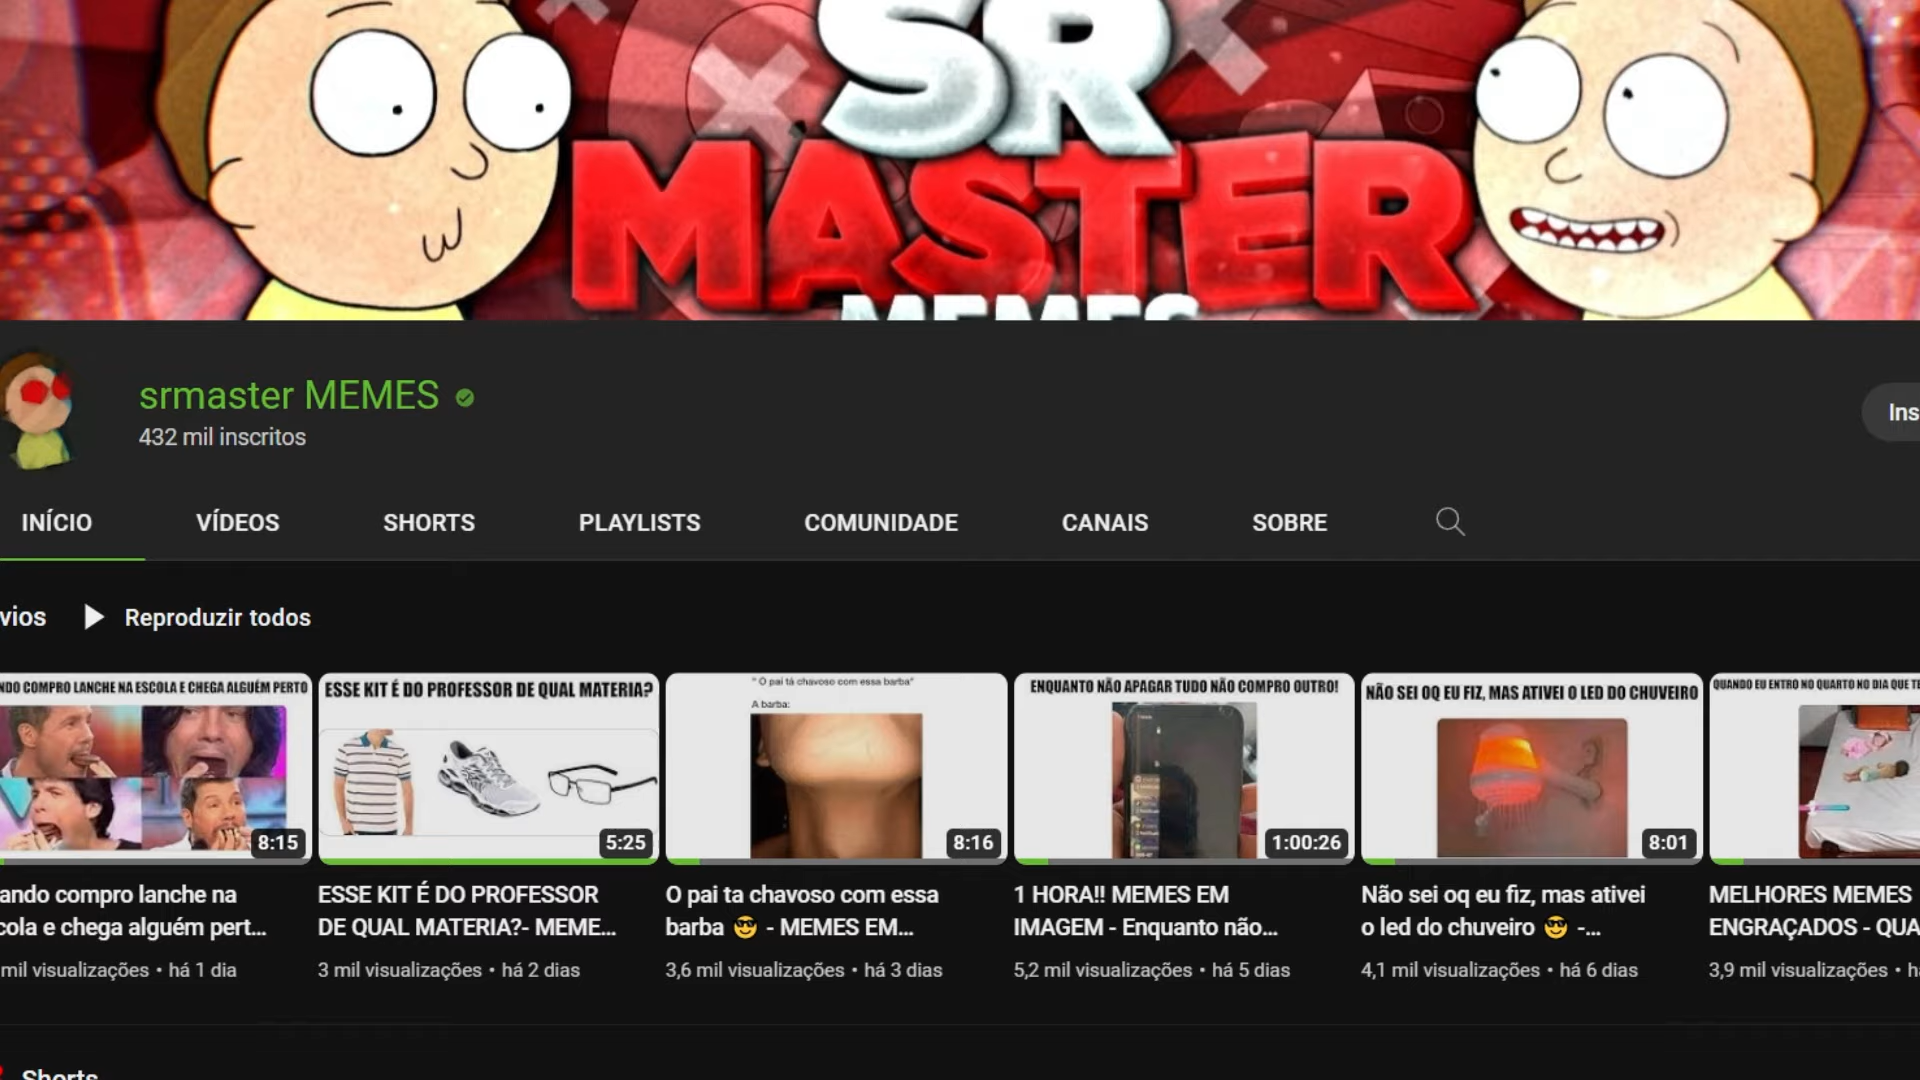 SR
MASTER
MEMES
srmaster MEMES
432 mil inscritos
Ins
INÍCIO VÍDEOS SHORTS PLAYLISTS COMUNIDADE CANAIS SOBRE
vios Reproduzir todos
NDO COMPRO LANCHE NA ESCOLA E CHEGA ALGUÉM PERTO
8:15
ando compro lanche na
cola e chega alguém pert...
mil visualizações • há 1 dia
ESSE KIT É DO PROFESSOR DE QUAL MATERIA?
5:25
ESSE KIT É DO PROFESSOR
DE QUAL MATERIA?- MEME...
3 mil visualizações • há 2 dias
" O pai tá chavoso com essa barba"
A barba:
8:16
O pai ta chavoso com essa
barba 😎 - MEMES EM...
3,6 mil visualizações • há 3 dias
ENQUANTO NÃO APAGAR TUDO NÃO COMPRO OUTRO!
1:00:26
1 HORA!! MEMES EM
IMAGEM - Enquanto não...
5,2 mil visualizações • há 5 dias
NÃO SEI OQ EU FIZ, MAS ATIVEI O LED DO CHUVEIRO
8:01
Não sei oq eu fiz, mas ativei
o led do chuveiro 😎 -...
4,1 mil visualizações • há 6 dias
QUANDO EU ENTRO NO QUARTO NO DIA QUE TE
MELHORES MEMES
ENGRAÇADOS - QUA
3,9 mil visualizações • h
Shorts